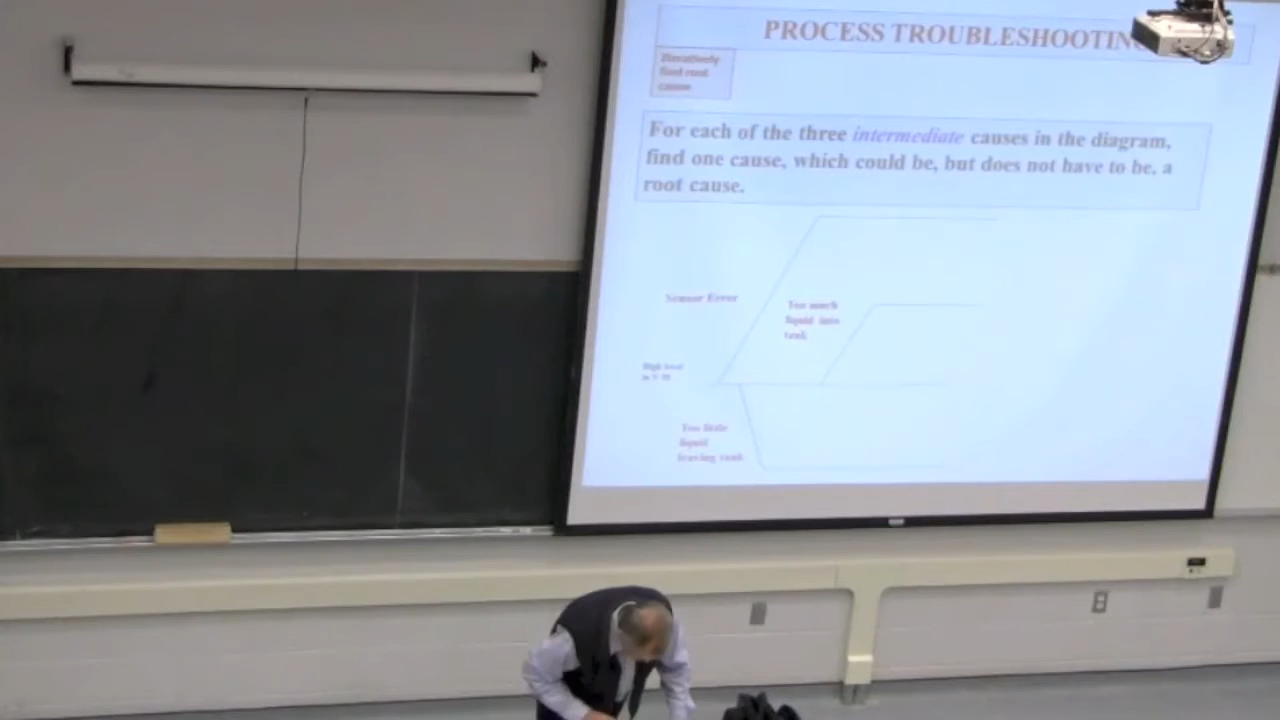 PROCESS TROUBLESHOOTING
Iteratively
find root
cause
For each of the three intermediate causes in the diagram,
find one cause, which could be, but does not have to be, a
root cause.
Sensor Error
Too much
liquid into
tank
High level
in
Too little
liquid
leaving tank